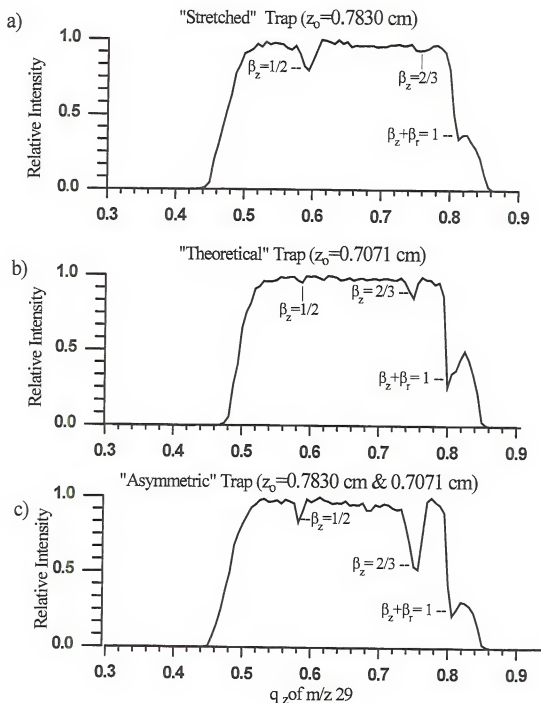 a)
"Stretched" Trap (zₒ=0.7830 cm)
Relative Intensity
1.0
0.5
0.0
β_z=1/2
β_z=2/3
β_z+β_r= 1
0.3 0.4 0.5 0.6 0.7 0.8 0.9
b)
"Theoretical" Trap (zₒ=0.7071 cm)
Relative Intensity
1.0
0.5
0.0
β_z=1/2
β_z= 2/3
β_z+β_r= 1
0.3 0.4 0.5 0.6 0.7 0.8 0.9
"Asymmetric" Trap (zₒ=0.7830 cm & 0.7071 cm)
c)
Relative Intensity
1.0
0.5
0.0
β_z=1/2
β_z= 2/3
β_z+β_r= 1
0.3 0.4 0.5 0.6 0.7 0.8 0.9
q_z of m/z 29